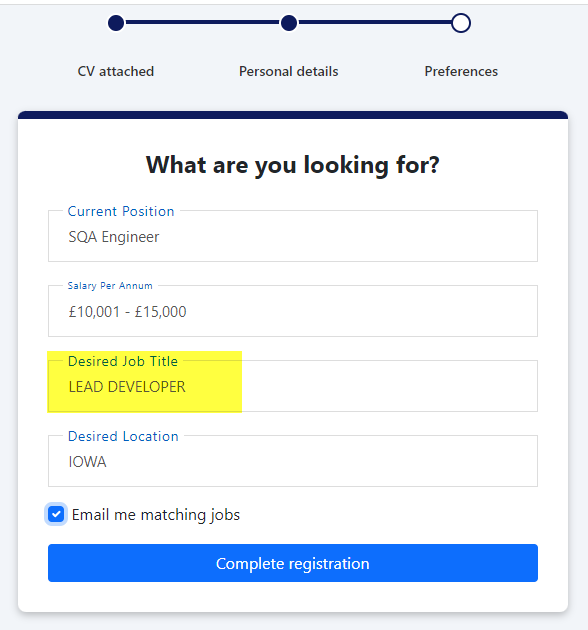 CV attached Personal details Preferences
What are you looking for?
Current Position
SQA Engineer
Salary Per Annum
£10,001 - £15,000
Desired Job Title
LEAD DEVELOPER
Desired Location
IOWA
Email me matching jobs
Complete registration